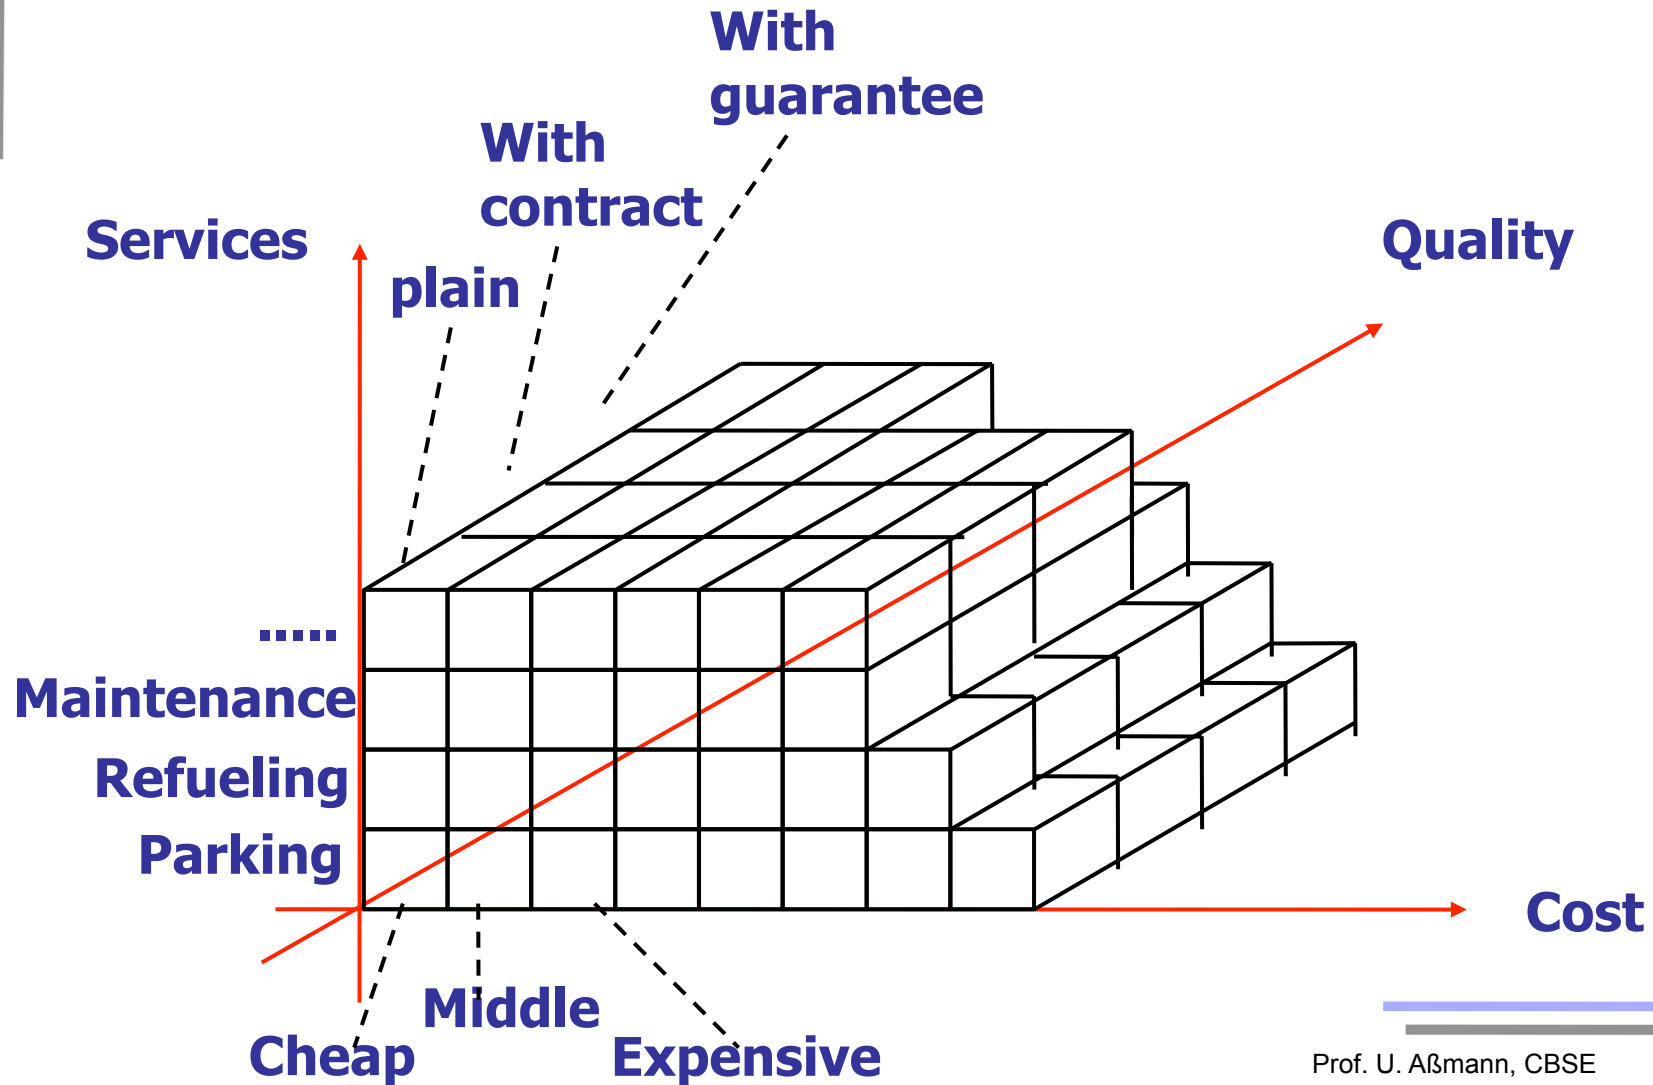 With
guarantee
With
contract
Services
Quality
plain
.....
Maintenance
Refueling
Parking
Cost
Middle
Cheap
Expensive
Prof. U. Aßmann, CBSE